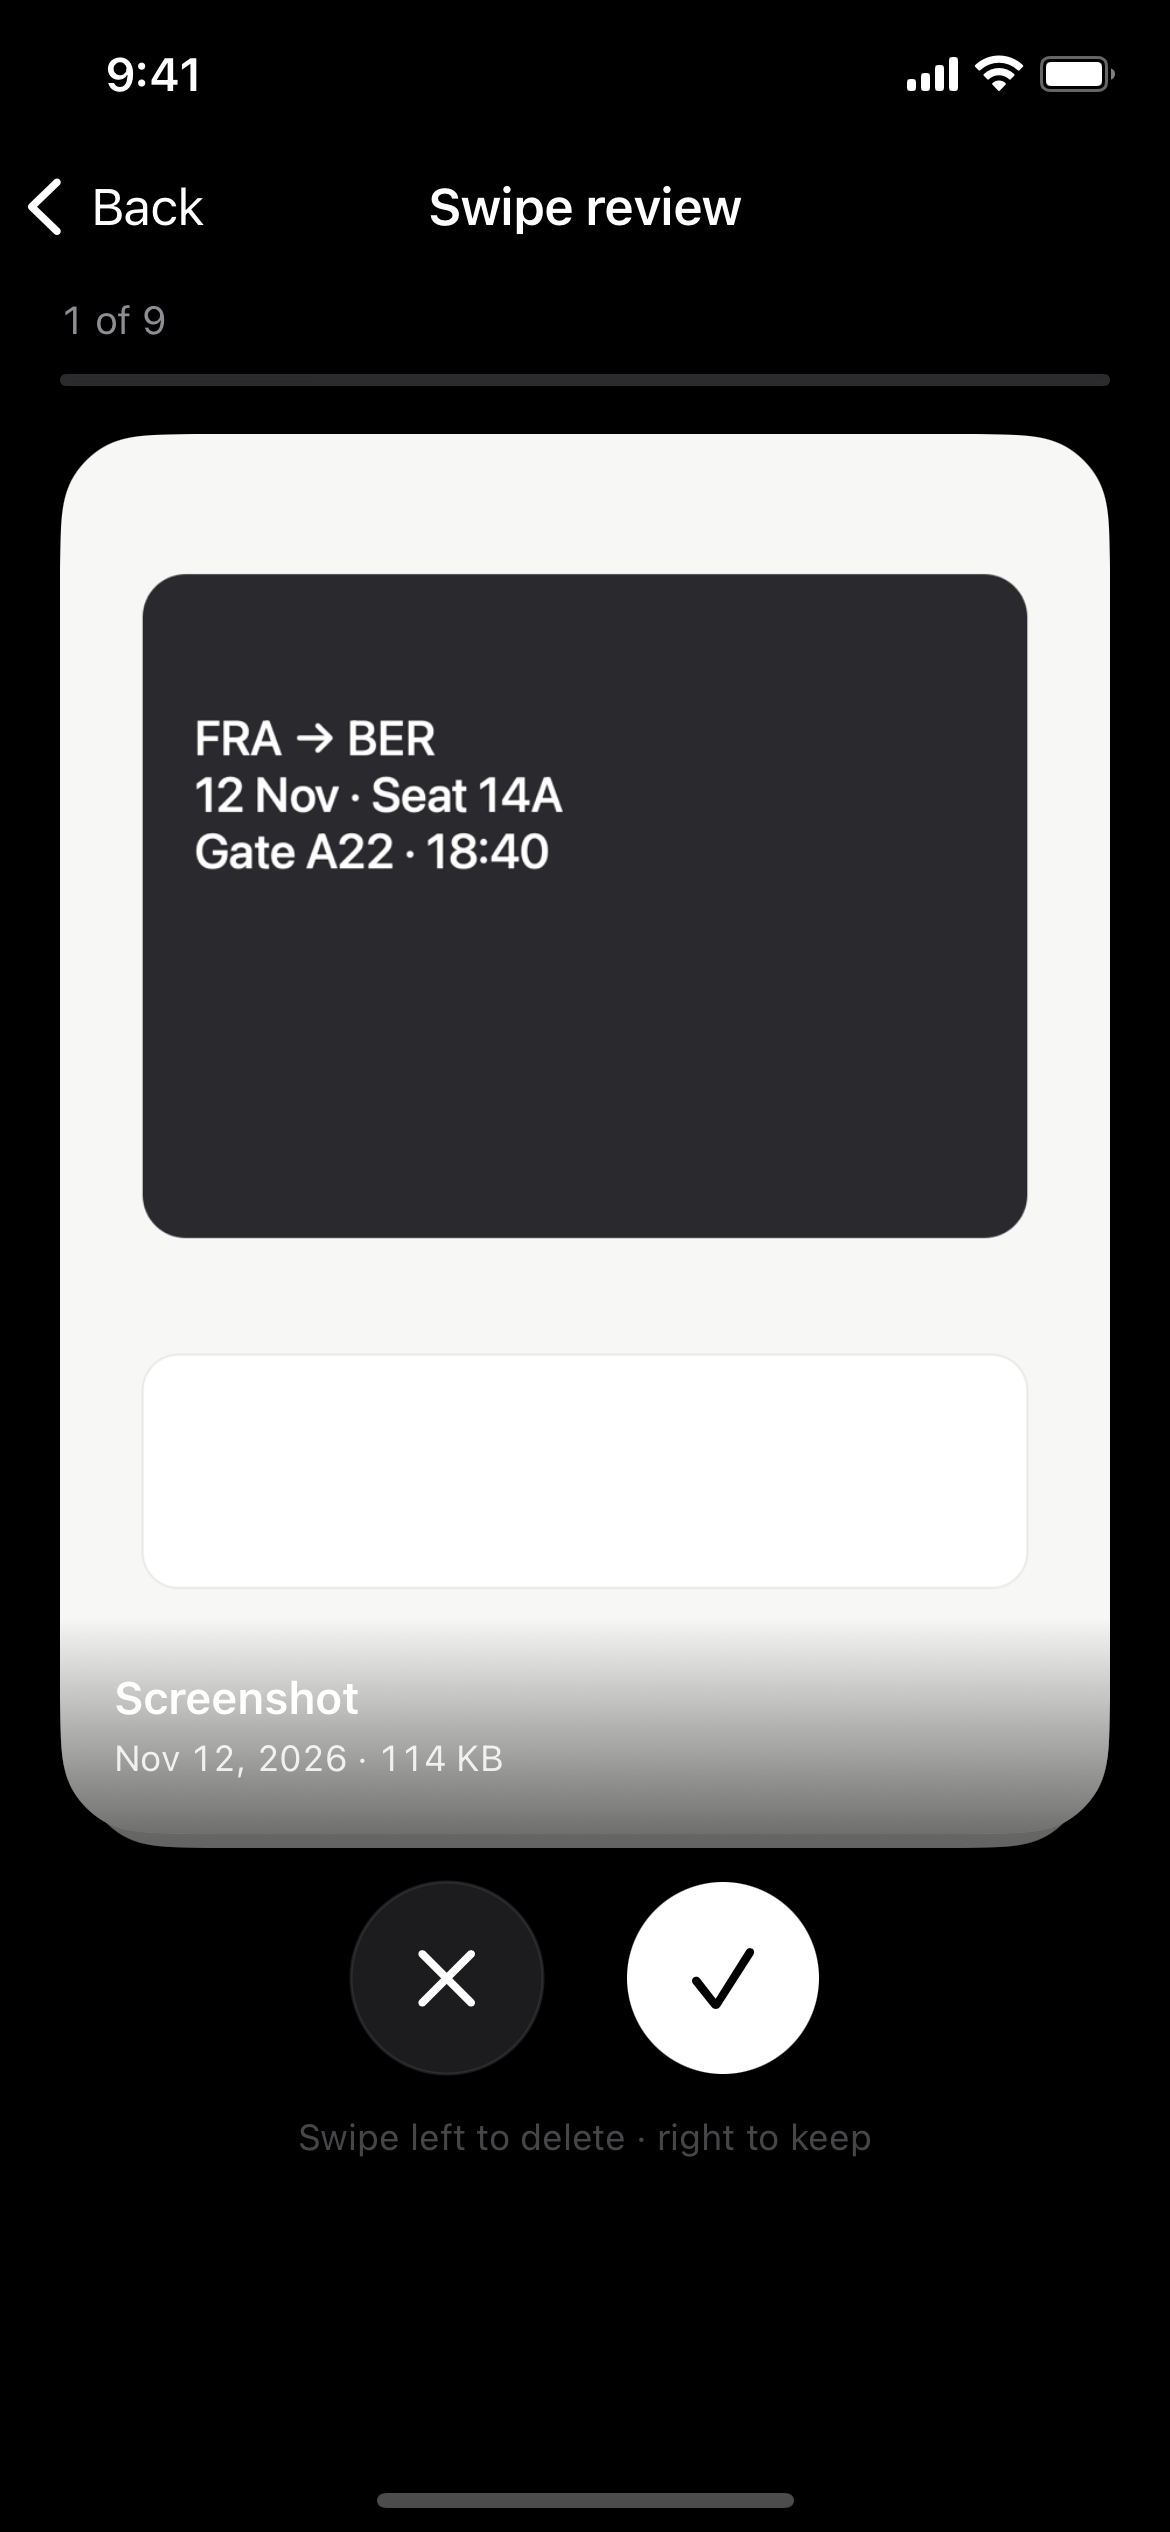 9:41
Back
Swipe review
1 of 9
FRA → BER
12 Nov · Seat 14A
Gate A22 · 18:40
Screenshot
Nov 12, 2026 · 114 KB
Swipe left to delete · right to keep